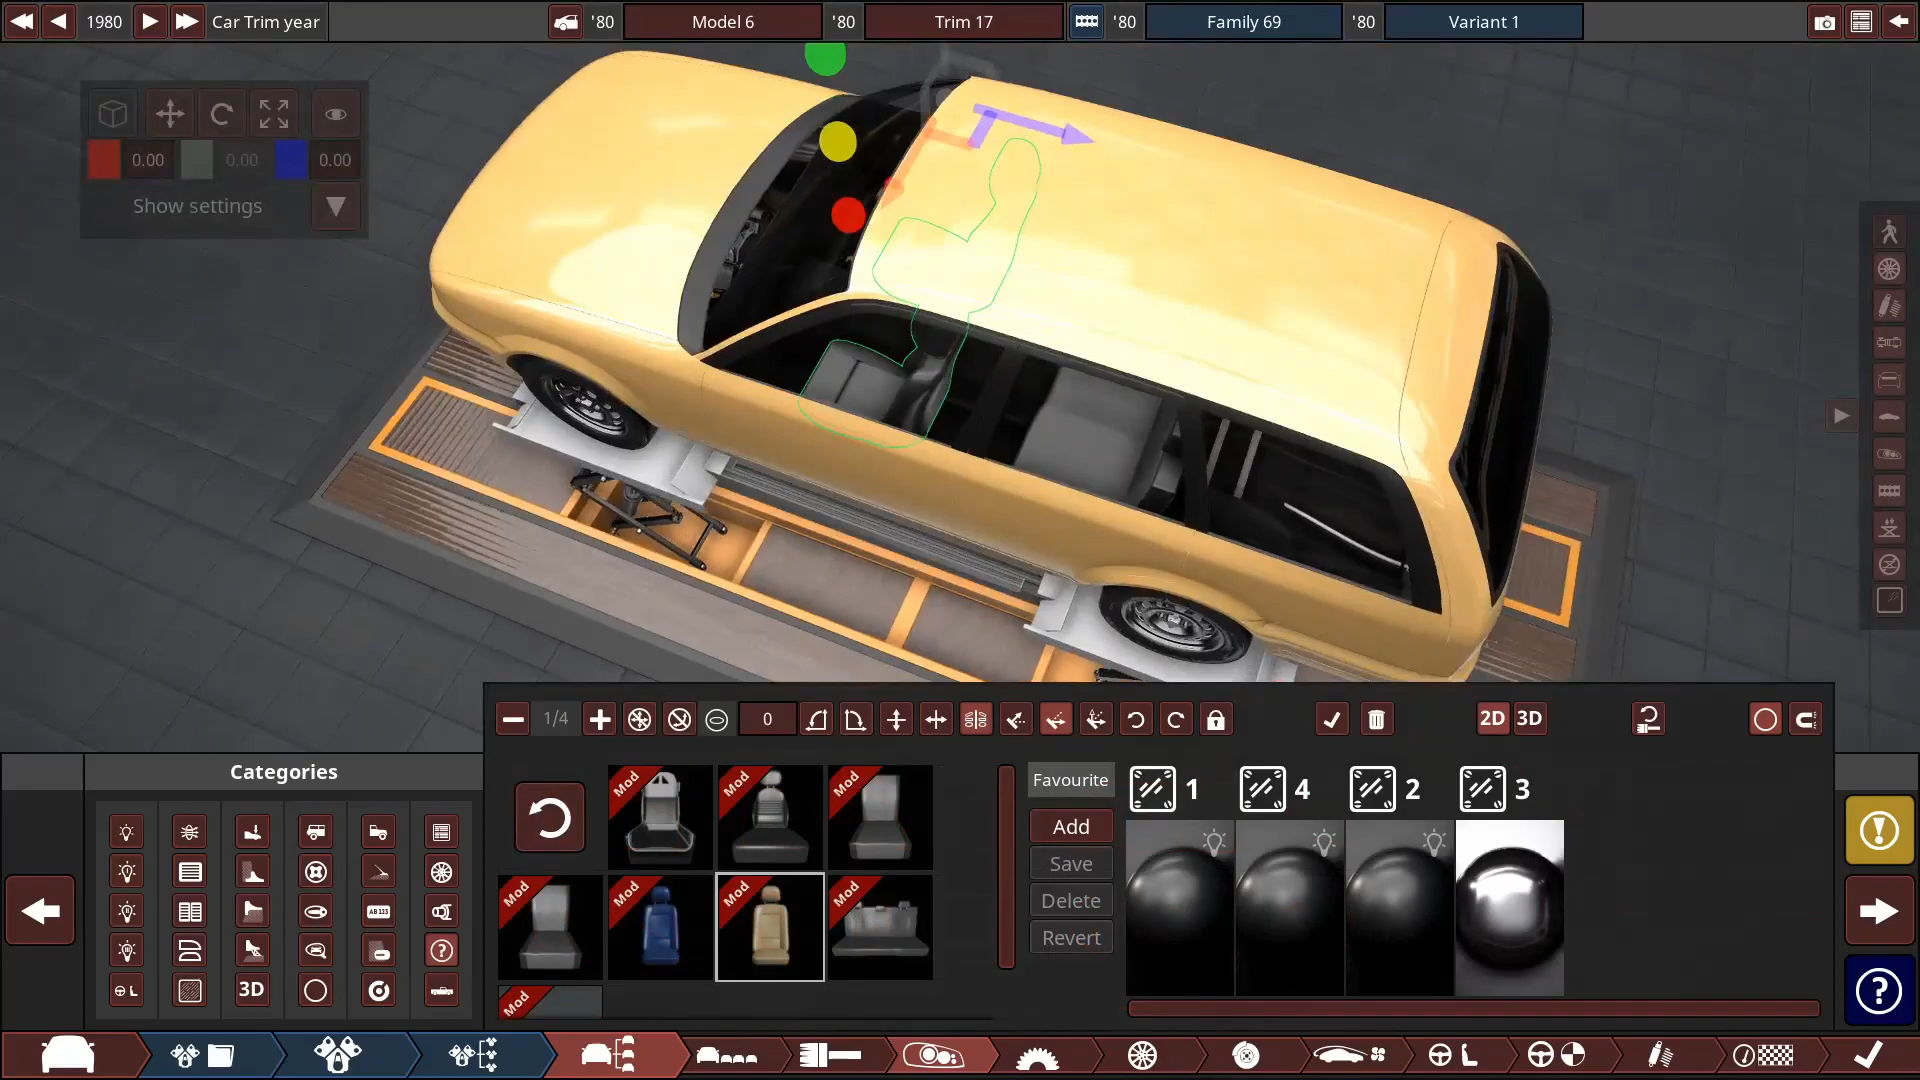 1980 Car Trim year '80 Model 6 '80 Trim 17 '80 Family 69 '80 Variant 1
0.00 0.00 0.00
Show settings
1/4 0 2D 3D
Categories
Mod Mod Mod
Favourite 1 4 2 3
Add
Save
Mod Mod Mod Mod
Delete
AB 123
Revert
L 3D
Mod